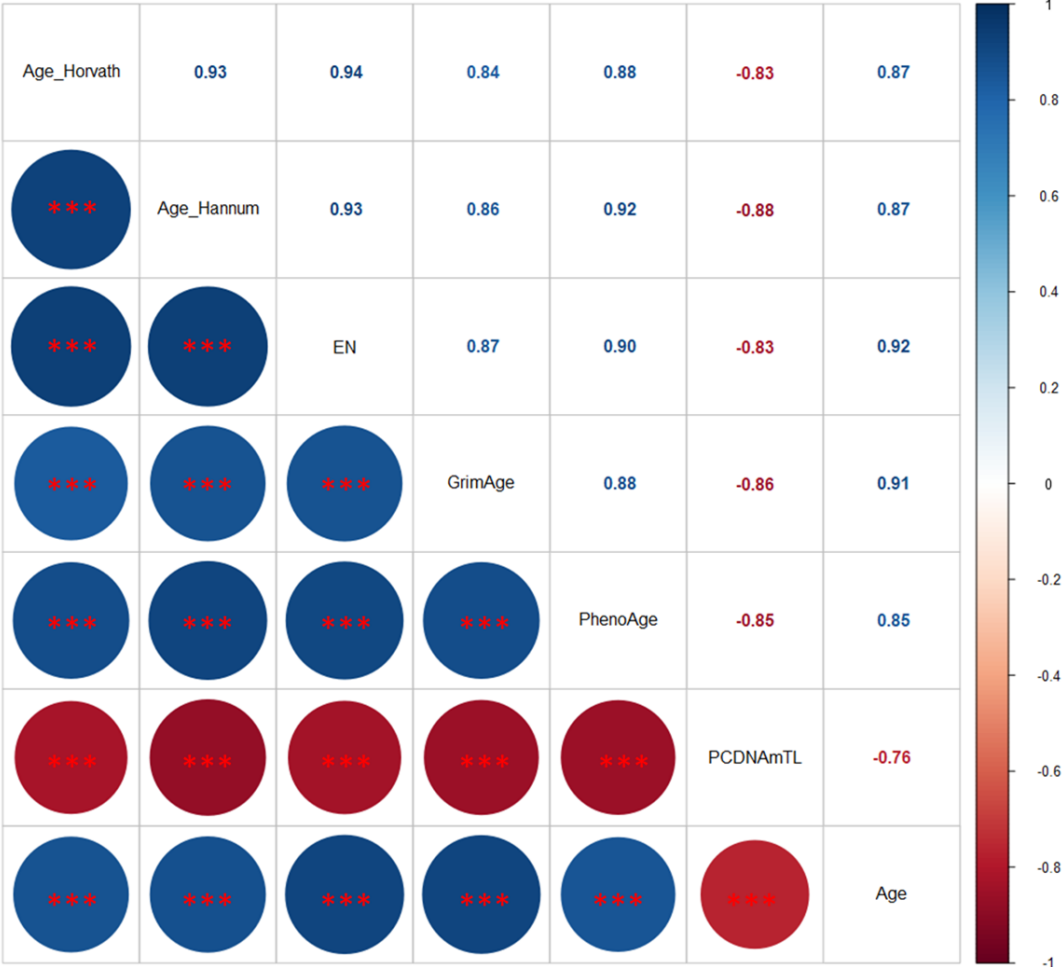 1
Age_Horvath 0.93 0.94 0.84 0.88 -0.83 0.87
0.8
0.6
*** Age_Hannum 0.93 0.86 0.92 -0.88 0.87
0.4
*** *** EN 0.87 0.90 -0.83 0.92
0.2
*** *** *** GrimAge 0.88 -0.86 0.91
0
-0.2
*** *** *** *** PhenoAge -0.85 0.85
-0.4
*** *** *** *** *** PCDNAmTL -0.76
-0.6
-0.8
*** *** *** *** *** *** Age
-1